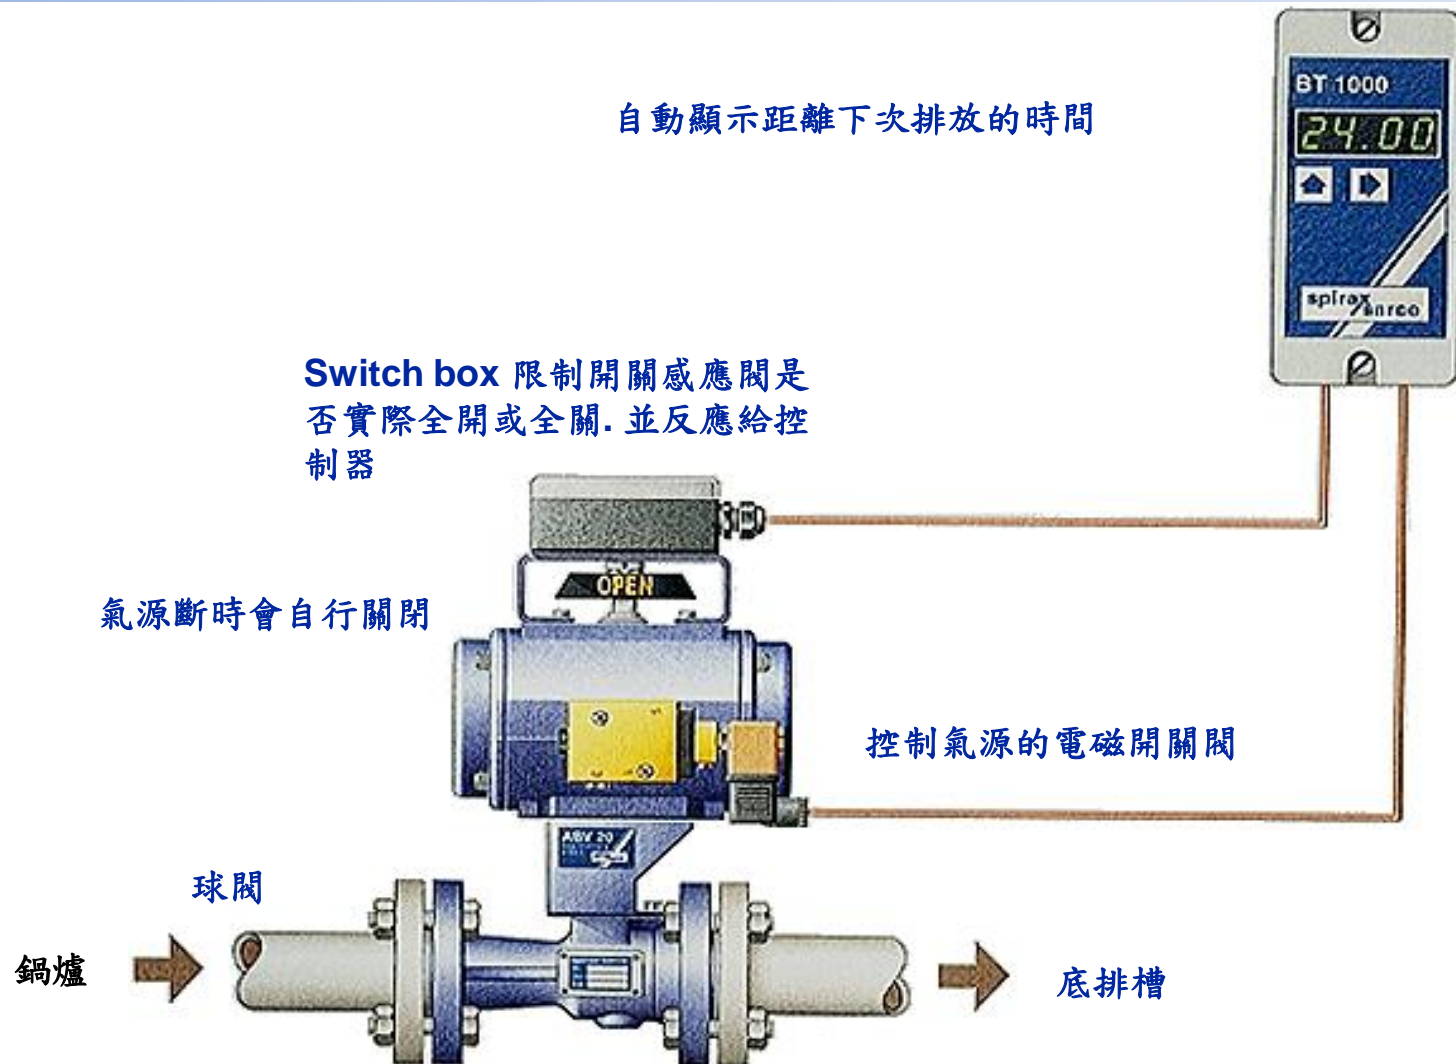 BT 1000
自動顯示距離下次排放的時間
24.00
spirax
sarco
Switch box 限制開關感應閥是
否實際全開或全關. 並反應給控
制器
OPEN
氣源斷時會自行關閉
控制氣源的電磁開關閥
ABV 20
球閥
鍋爐
底排槽